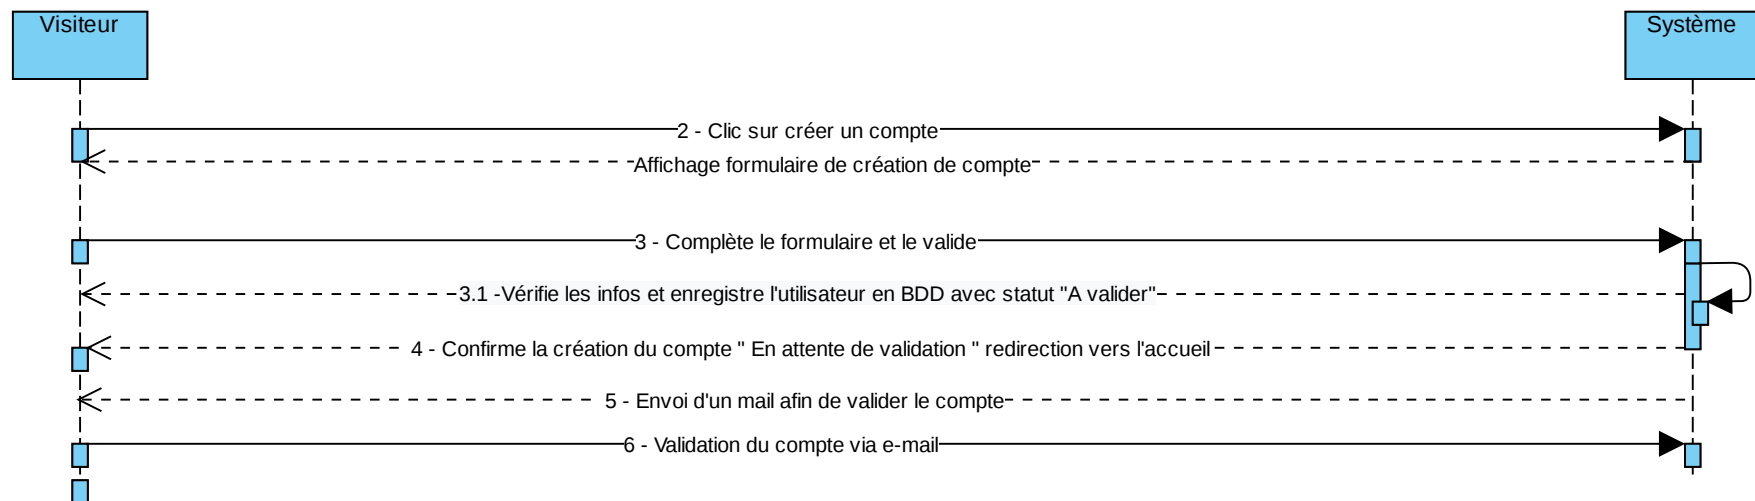 Visiteur
Système
2 - Clic sur créer un compte
Affichage formulaire de création de compte
3 - Complète le formulaire et le valide
3.1 -Vérifie les infos et enregistre l'utilisateur en BDD avec statut "A valider"
4 - Confirme la création du compte " En attente de validation " redirection vers l'accueil
5 - Envoi d'un mail afin de valider le compte
6 - Validation du compte via e-mail